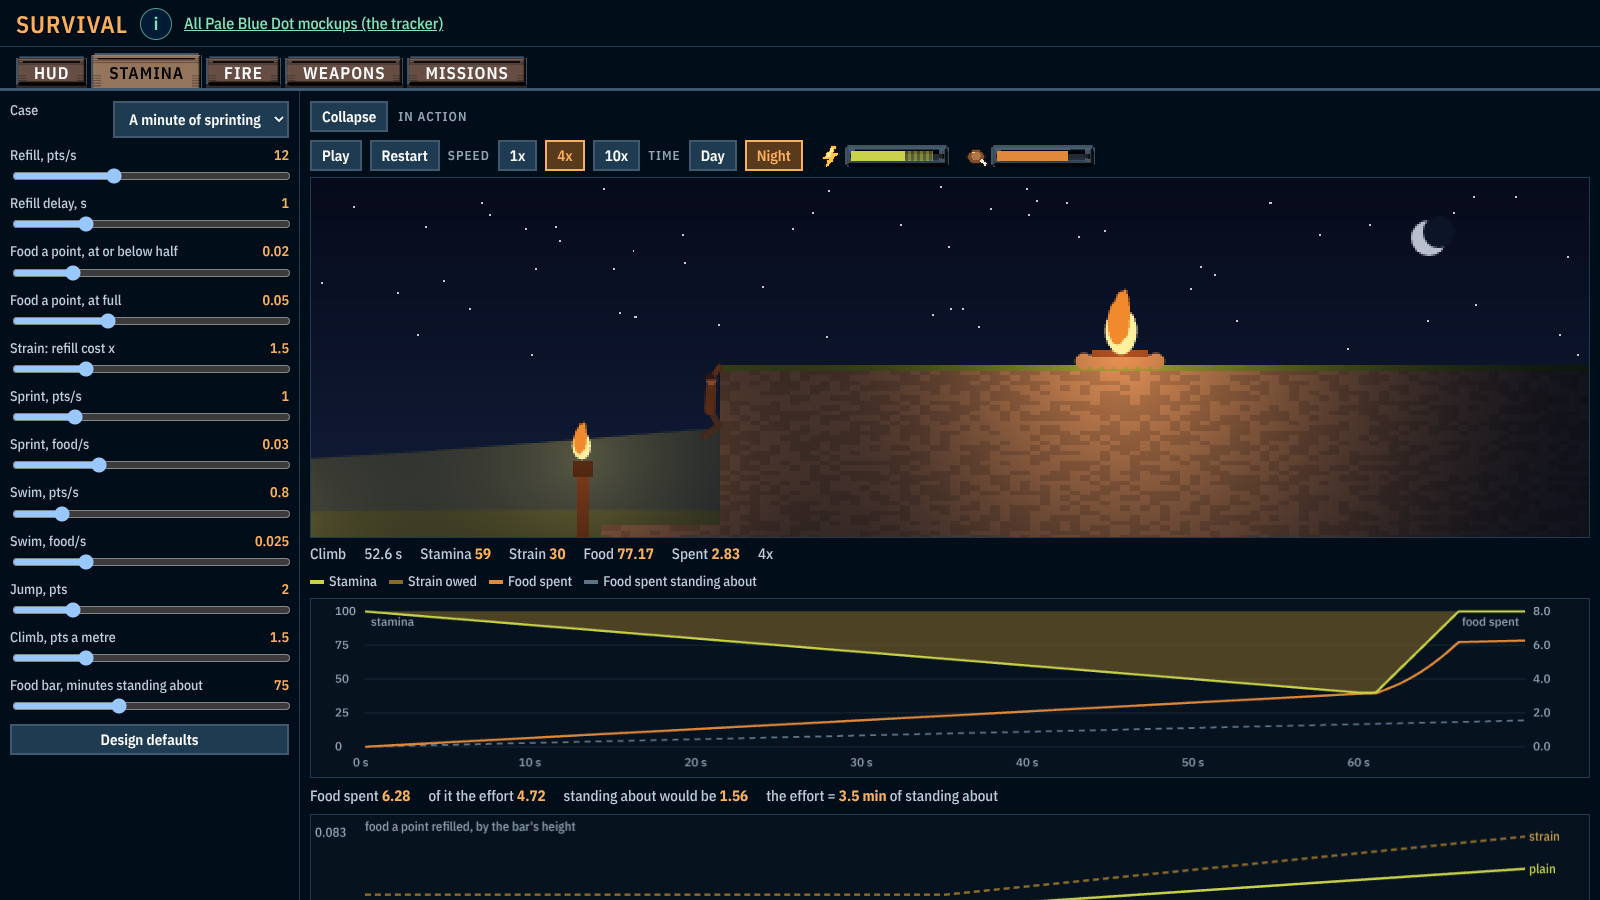 SURVIVAL i All Pale Blue Dot mockups (the tracker)
HUD STAMINA FIRE WEAPONS MISSIONS
Case A minute of sprinting
Refill, pts/s 12
Refill delay, s 1
Food a point, at or below half 0.02
Food a point, at full 0.05
Strain: refill cost x 1.5
Sprint, pts/s 1
Sprint, food/s 0.03
Swim, pts/s 0.8
Swim, food/s 0.025
Jump, pts 2
Climb, pts a metre 1.5
Food bar, minutes standing about 75
Design defaults
Collapse IN ACTION
Play Restart SPEED 1x 4x 10x TIME Day Night
Climb 52.6 s Stamina 59 Strain 30 Food 77.17 Spent 2.83 4x
Stamina Strain owed Food spent Food spent standing about
100 8.0
stamina food spent
75 6.0
50 4.0
25 2.0
0 0.0
0 s 10 s 20 s 30 s 40 s 50 s 60 s
Food spent 6.28 of it the effort 4.72 standing about would be 1.56 the effort = 3.5 min of standing about
0.083 food a point refilled, by the bar's height
strain
plain